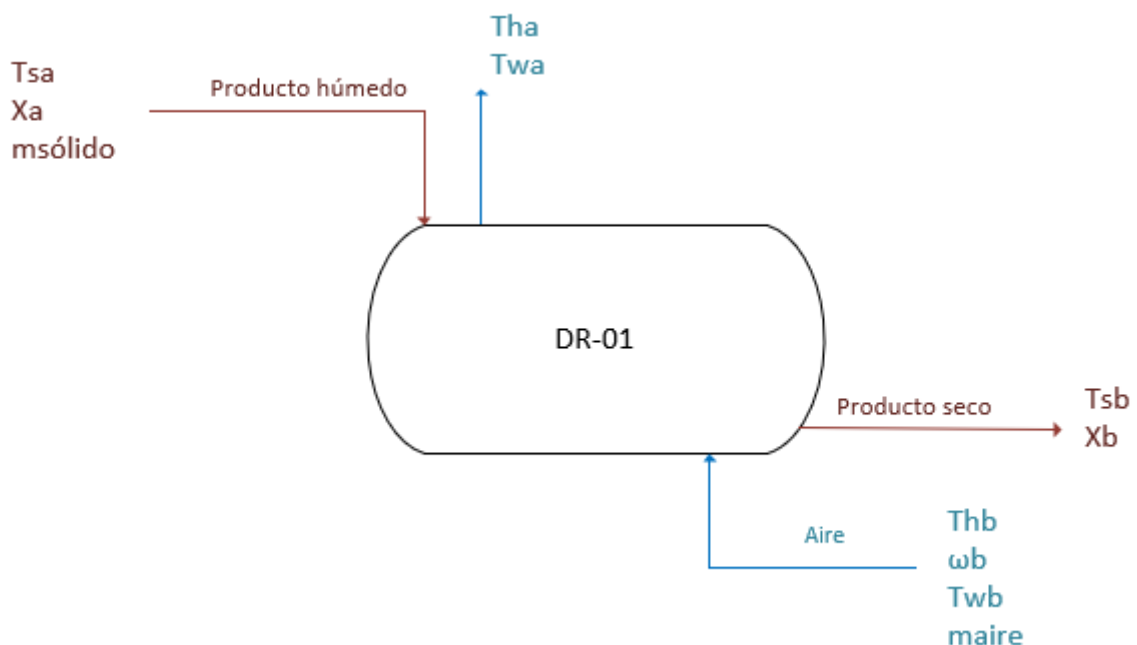 Tha
Twa
Tsa
Xa
msólido
Producto húmedo
DR-01
Producto seco
Tsb
Xb
Aire
Thb
ωb
Twb
maire